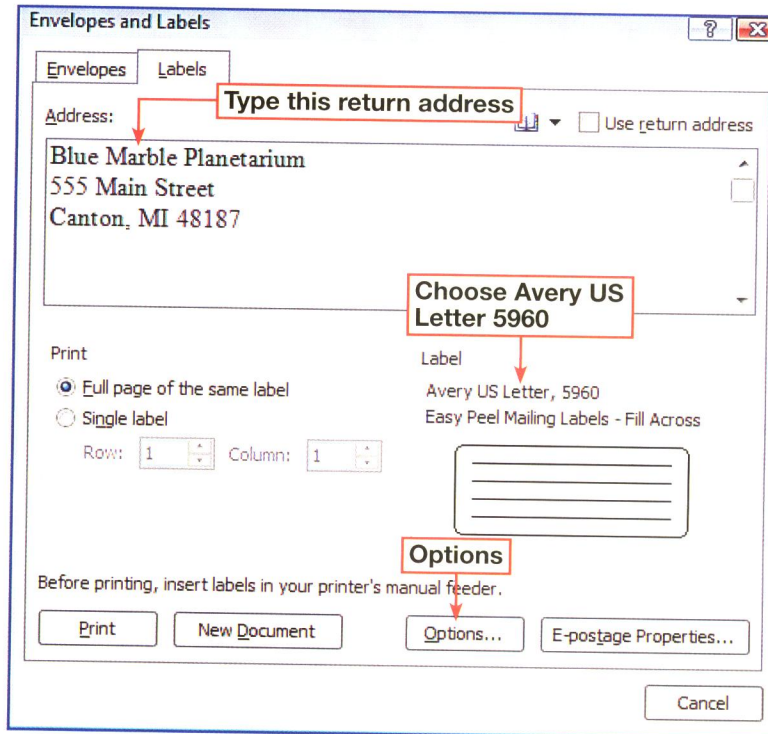 Envelopes and Labels
?
Envelopes Labels
Type this return address
Address:
Use return address
Blue Marble Planetarium
555 Main Street
Canton, MI 48187
Choose Avery US
Letter 5960
Print
Label
Full page of the same label
Avery US Letter, 5960
Single label
Easy Peel Mailing Labels - Fill Across
Row: 1 Column: 1
Options
Before printing, insert labels in your printer's manual feeder.
Print New Document Options... E-postage Properties...
Cancel